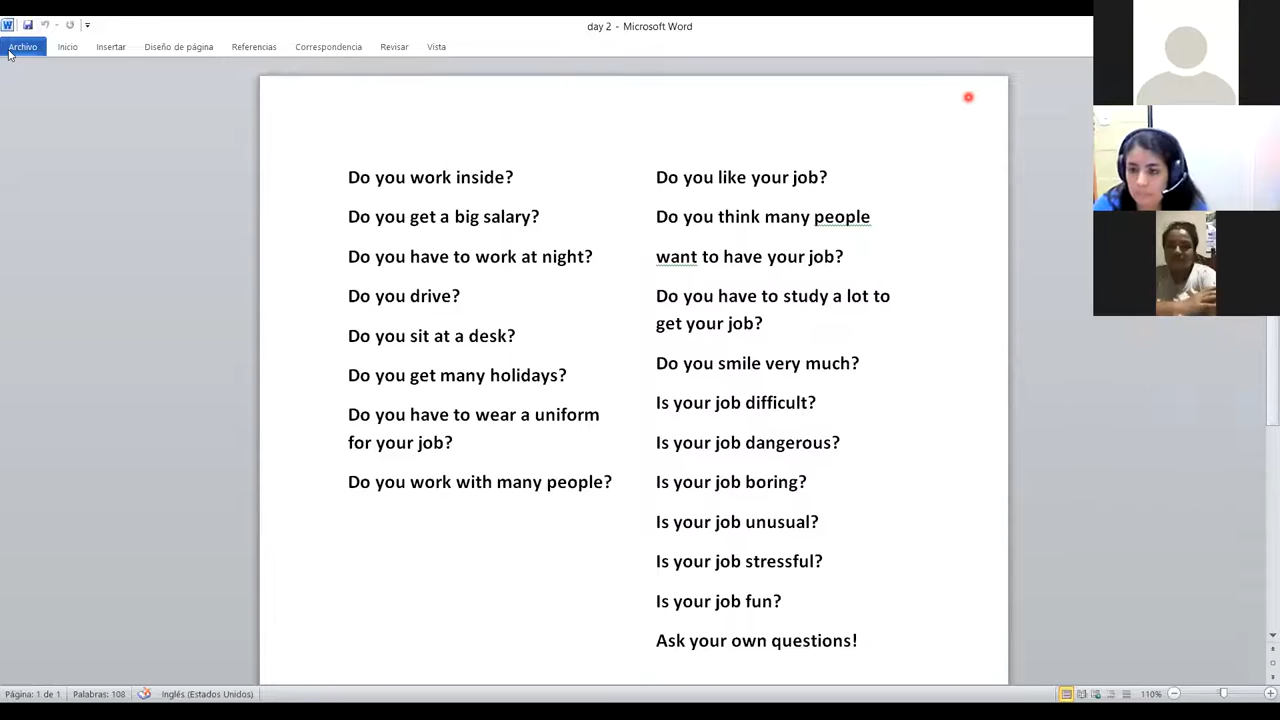 day 2 - Microsoft Word
Archivo Inicio Insertar Diseño de página Referencias Correspondencia Revisar Vista
Do you work inside?
Do you get a big salary?
Do you have to work at night?
Do you drive?
Do you sit at a desk?
Do you get many holidays?
Do you have to wear a uniform
for your job?
Do you work with many people?
Do you like your job?
Do you think many people
want to have your job?
Do you have to study a lot to
get your job?
Do you smile very much?
Is your job difficult?
Is your job dangerous?
Is your job boring?
Is your job unusual?
Is your job stressful?
Is your job fun?
Ask your own questions!
Página: 1 de 1 Palabras: 108 Inglés (Estados Unidos) 110%